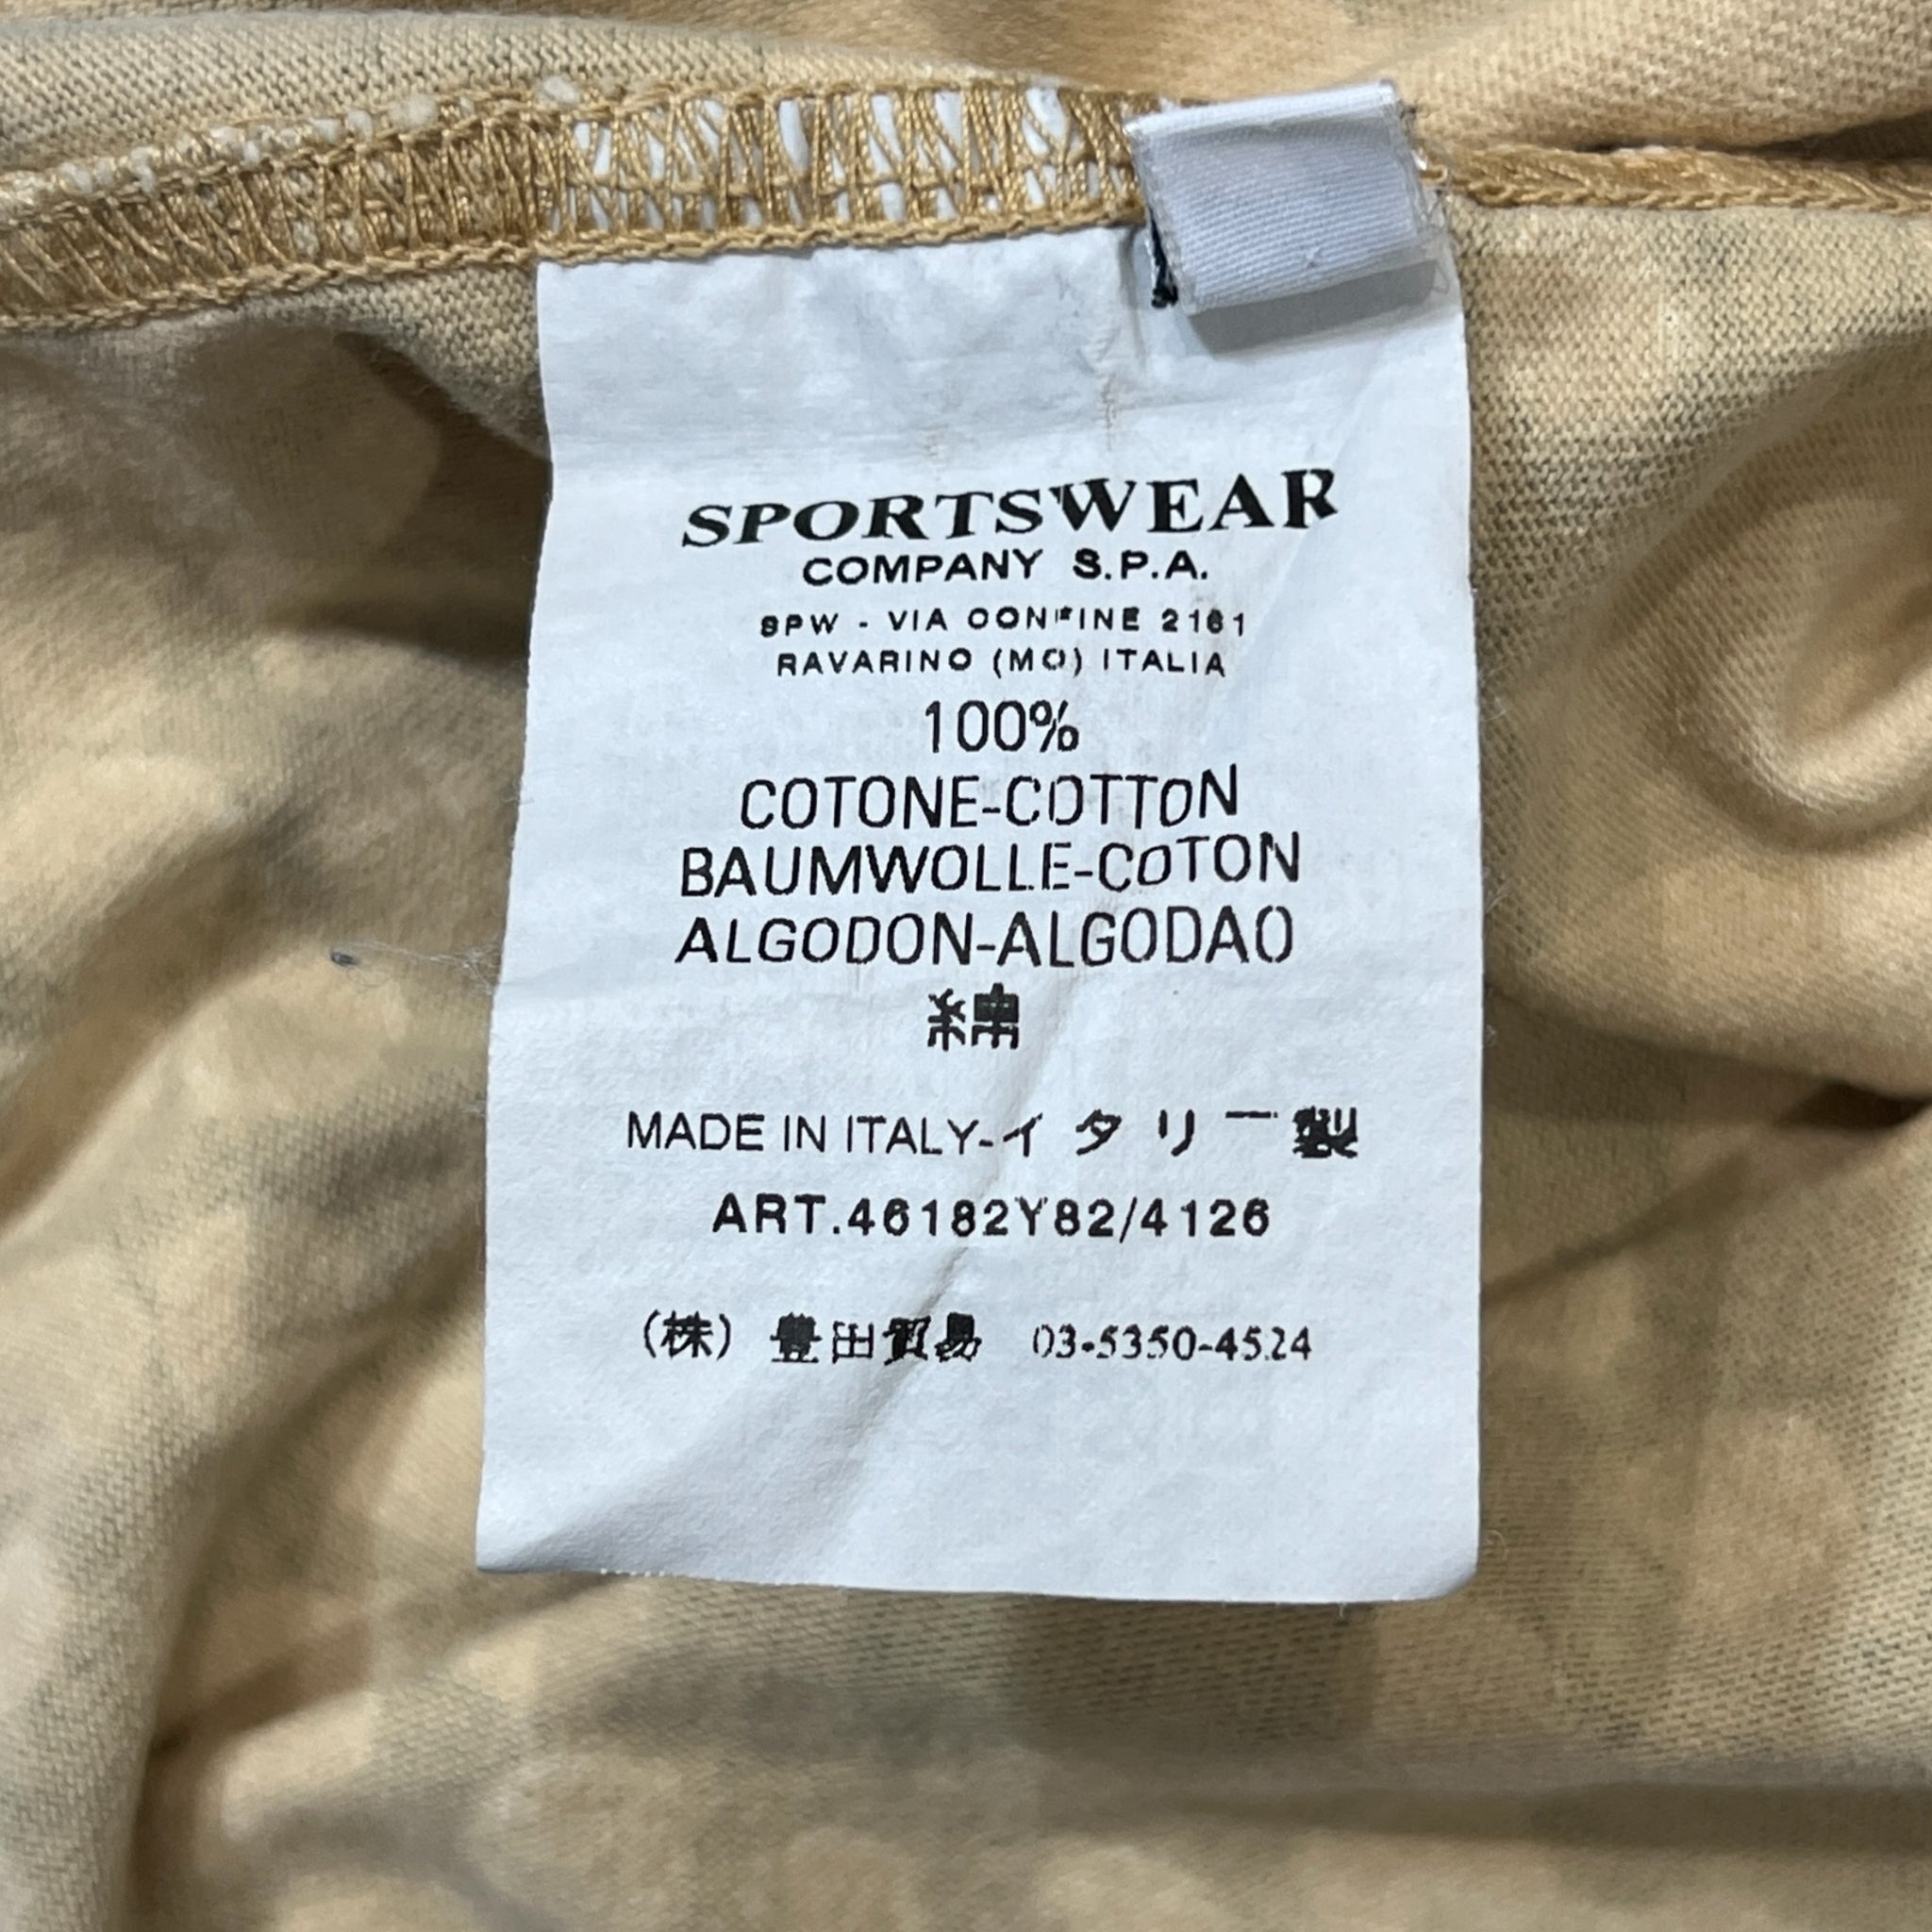 SPORTSWEAR
COMPANY S.P.A.
SPW - VIA CONFINE 2161
RAVARINO (MO) ITALIA
100%
COTONE-COTTON
BAUMWOLLE-COTON
ALGODON-ALGODAO
綿
MADE IN ITALY-イタリー製
ART.46182Y82/4126
(株) 豊田貿易 03-5350-4524